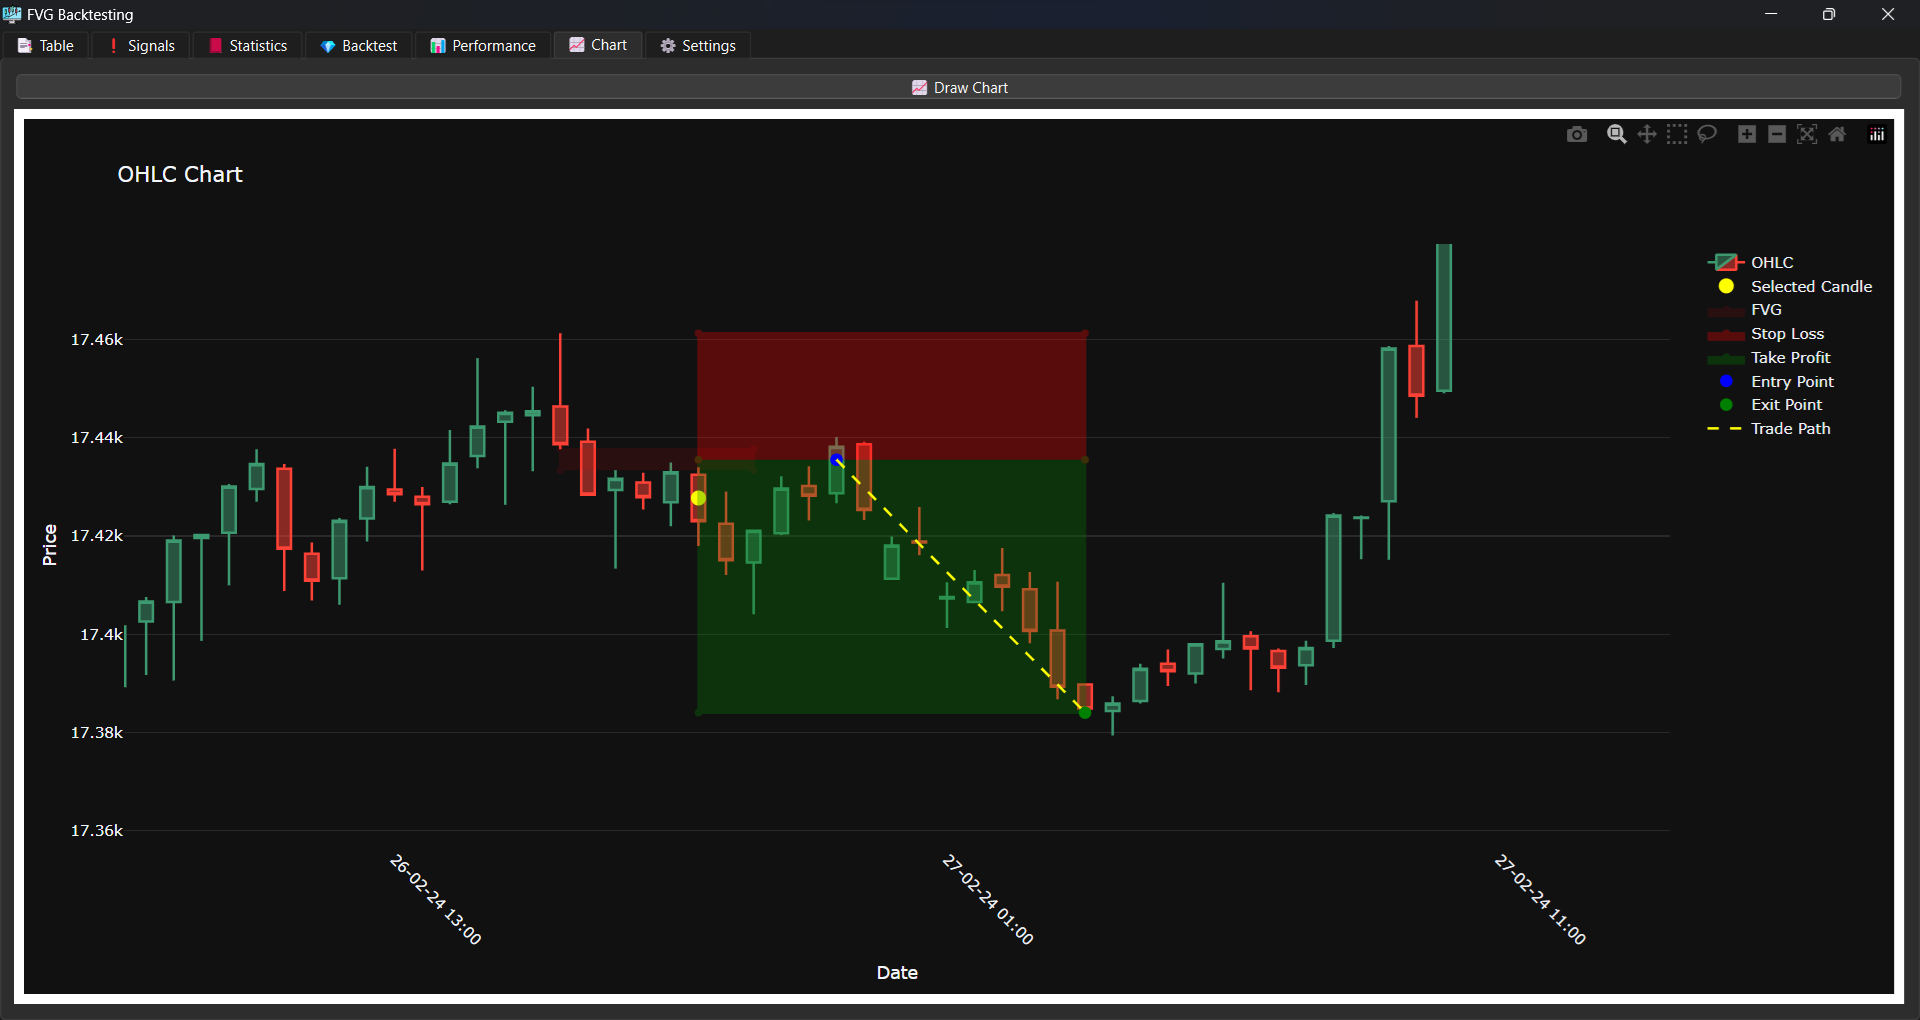 FVG Backtesting
Table
Signals
Statistics
Backtest
Performance
Chart
Settings
Draw Chart
OHLC Chart
OHLC
Selected Candle
FVG
Stop Loss
Take Profit
Entry Point
Exit Point
Trade Path
17.46k
17.44k
17.42k
17.4k
17.38k
17.36k
Price
26-02-24 13:00
27-02-24 01:00
27-02-24 11:00
Date